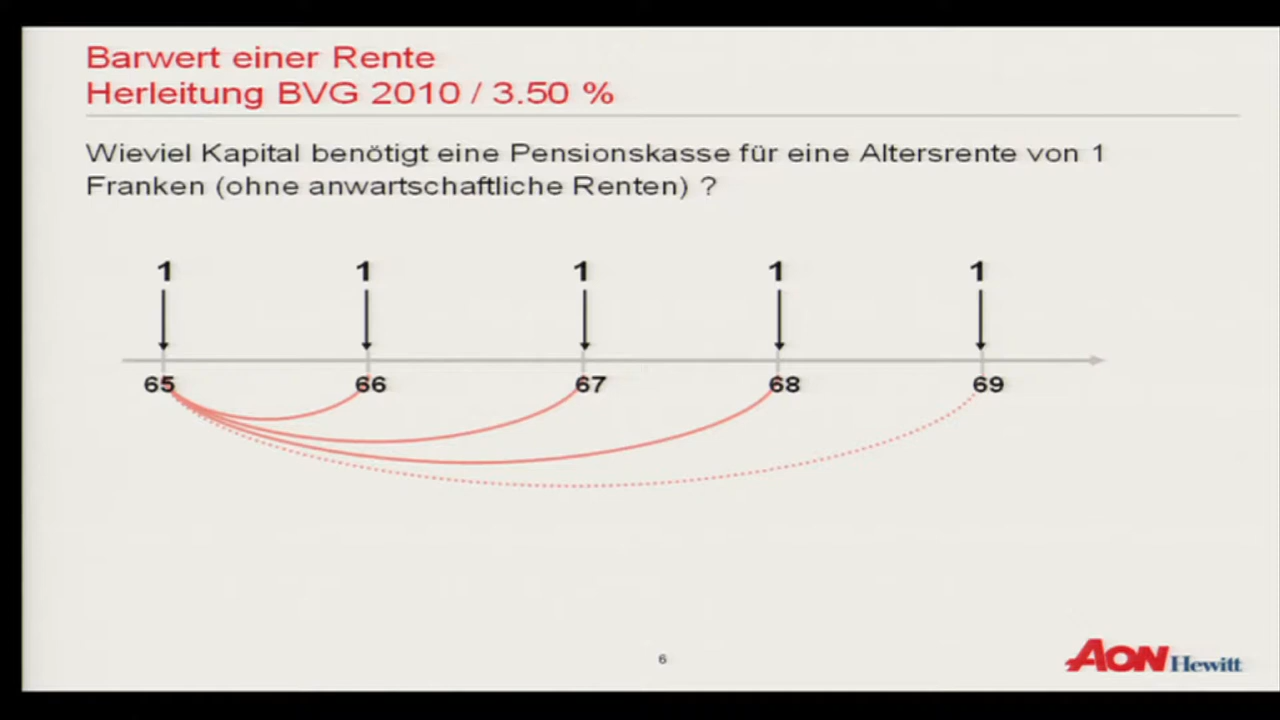 Barwert einer Rente
Herleitung BVG 2010 / 3.50 %
Wieviel Kapital benötigt eine Pensionskasse für eine Altersrente von 1
Franken (ohne anwartschaftliche Renten) ?
1 1 1 1 1
65 66 67 68 69
6
AON Hewitt